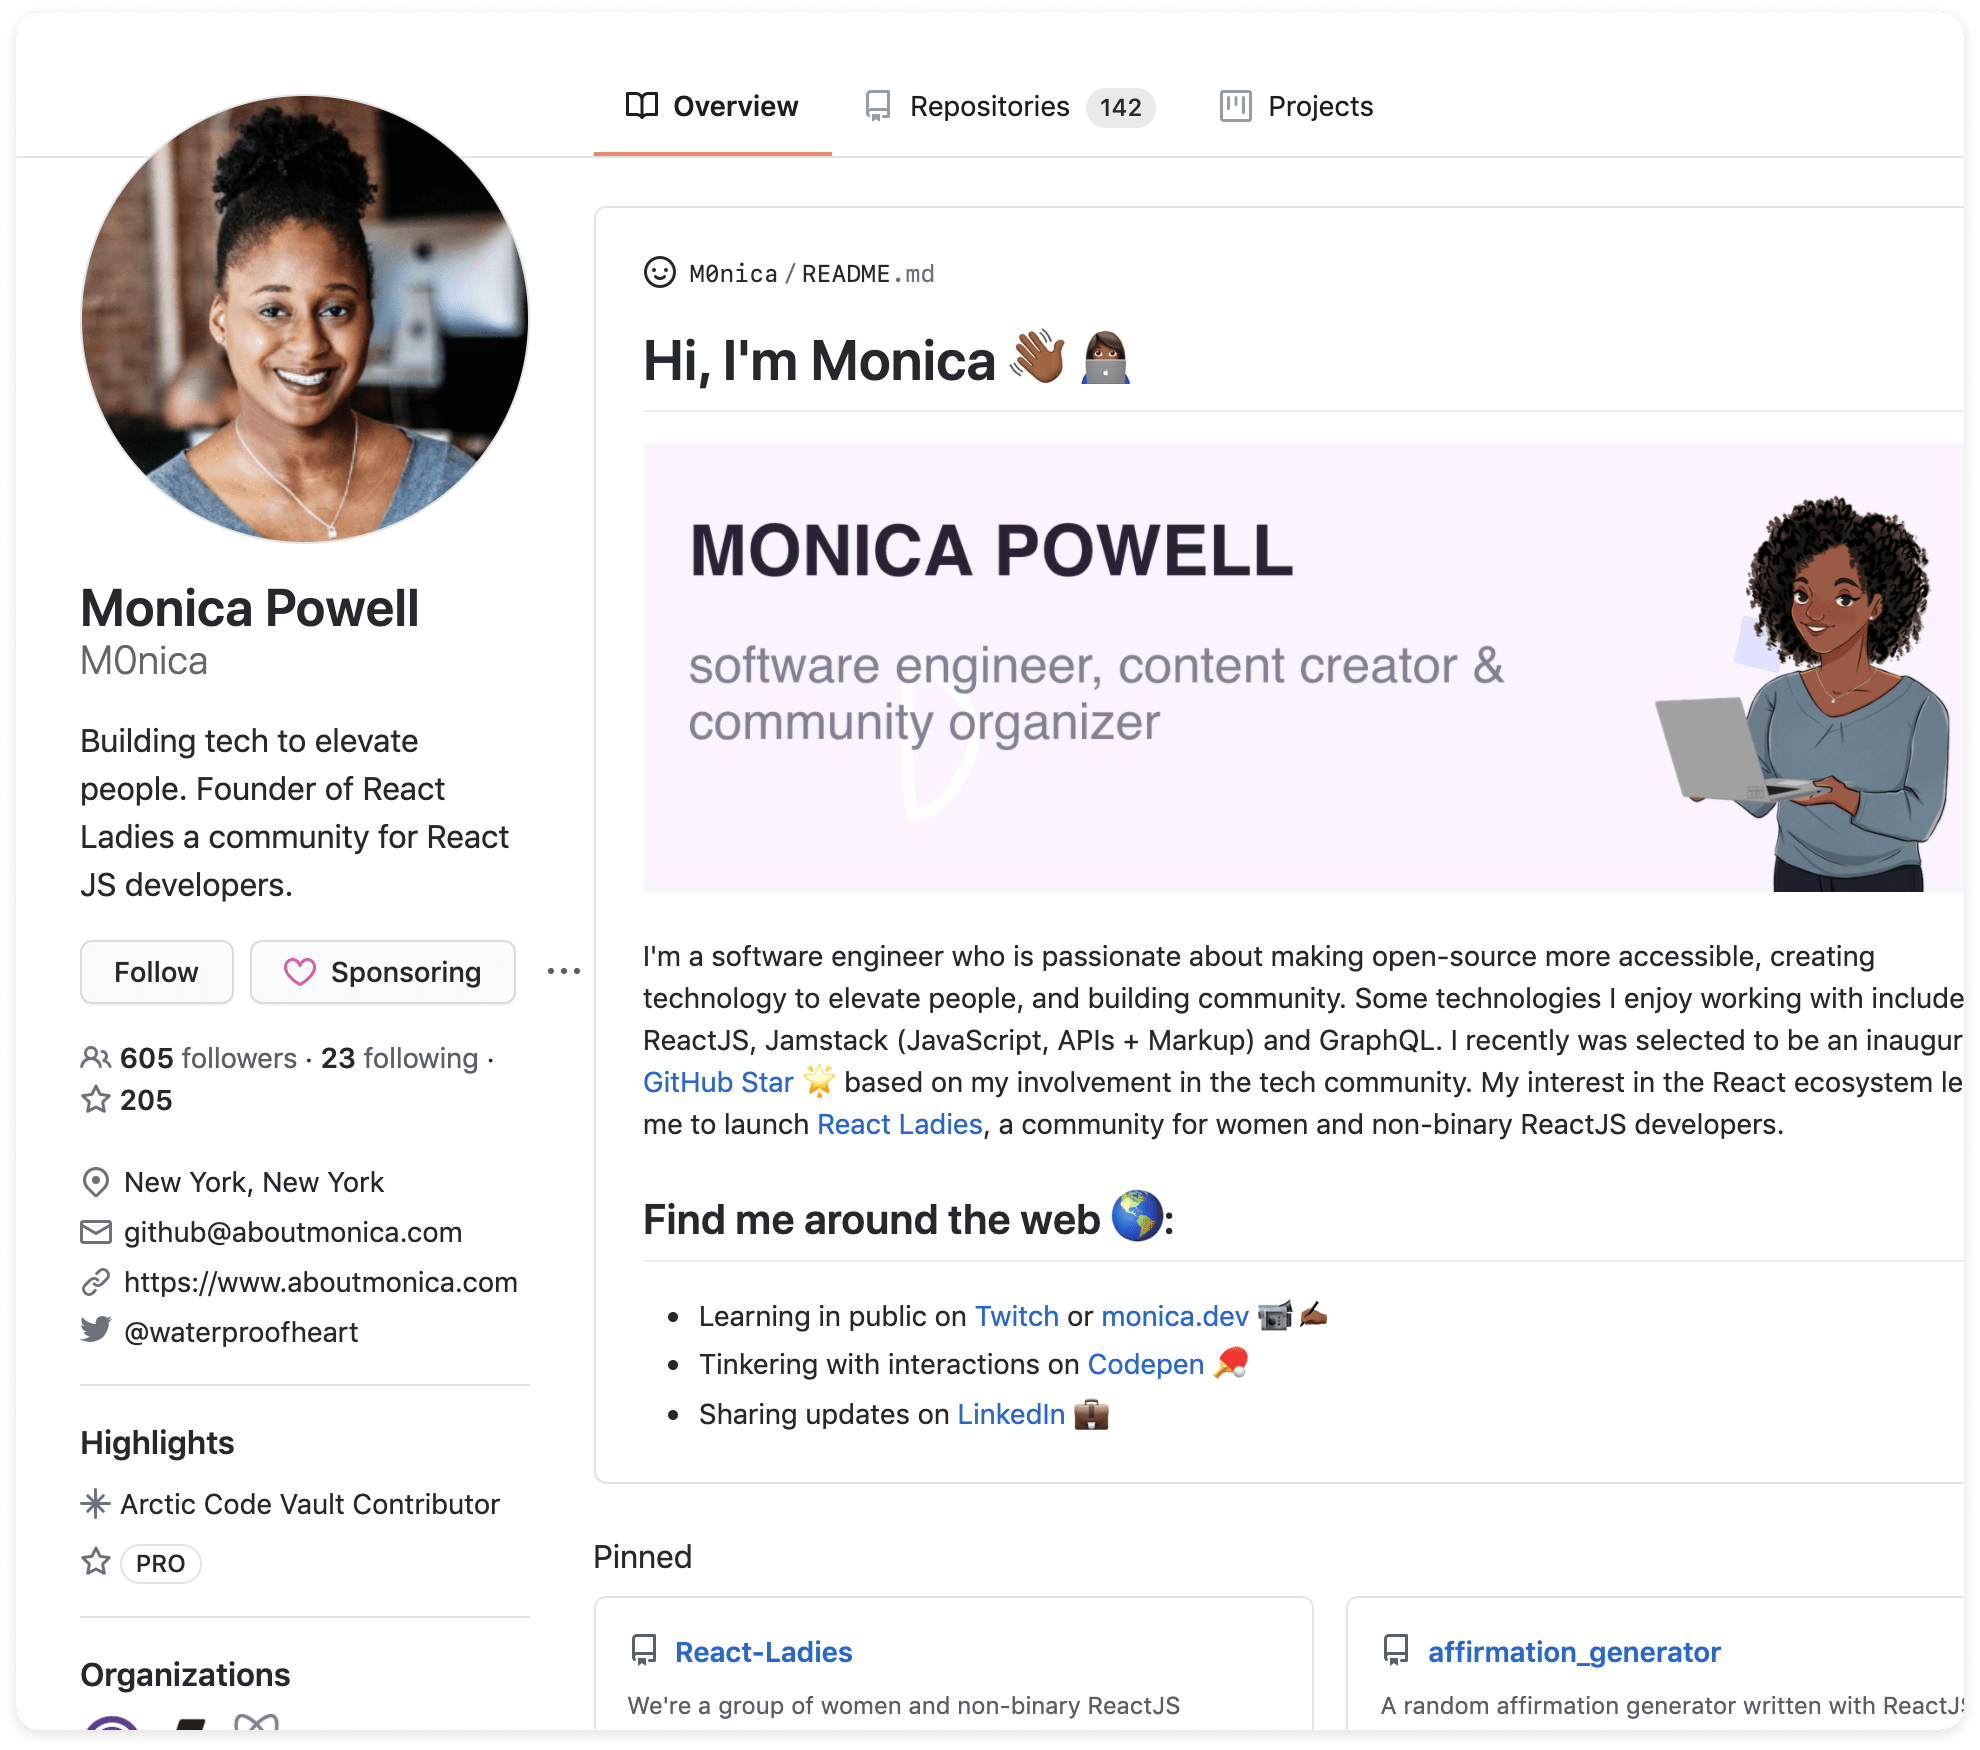 Overview
Repositories 142
Projects
Monica Powell
M0nica
Building tech to elevate
people. Founder of React
Ladies a community for React
JS developers.
Follow
Sponsoring
605 followers · 23 following ·
205
New York, New York
github@aboutmonica.com
https://www.aboutmonica.com
@waterproofheart
Highlights
Arctic Code Vault Contributor
PRO
Organizations
M0nica/README.md
Hi, I'm Monica 👋🏾 👩🏾‍💻
MONICA POWELL
software engineer, content creator &
community organizer
I'm a software engineer who is passionate about making open-source more accessible, creating
technology to elevate people, and building community. Some technologies I enjoy working with include
ReactJS, Jamstack (JavaScript, APIs + Markup) and GraphQL. I recently was selected to be an inaugur
GitHub Star 🌟 based on my involvement in the tech community. My interest in the React ecosystem le
me to launch React Ladies, a community for women and non-binary ReactJS developers.
Find me around the web 🌎:
• Learning in public on Twitch or monica.dev 📹✍🏾
• Tinkering with interactions on Codepen 🏓
• Sharing updates on LinkedIn 💼
Pinned
React-Ladies
We're a group of women and non-binary ReactJS
affirmation_generator
A random affirmation generator written with ReactJS